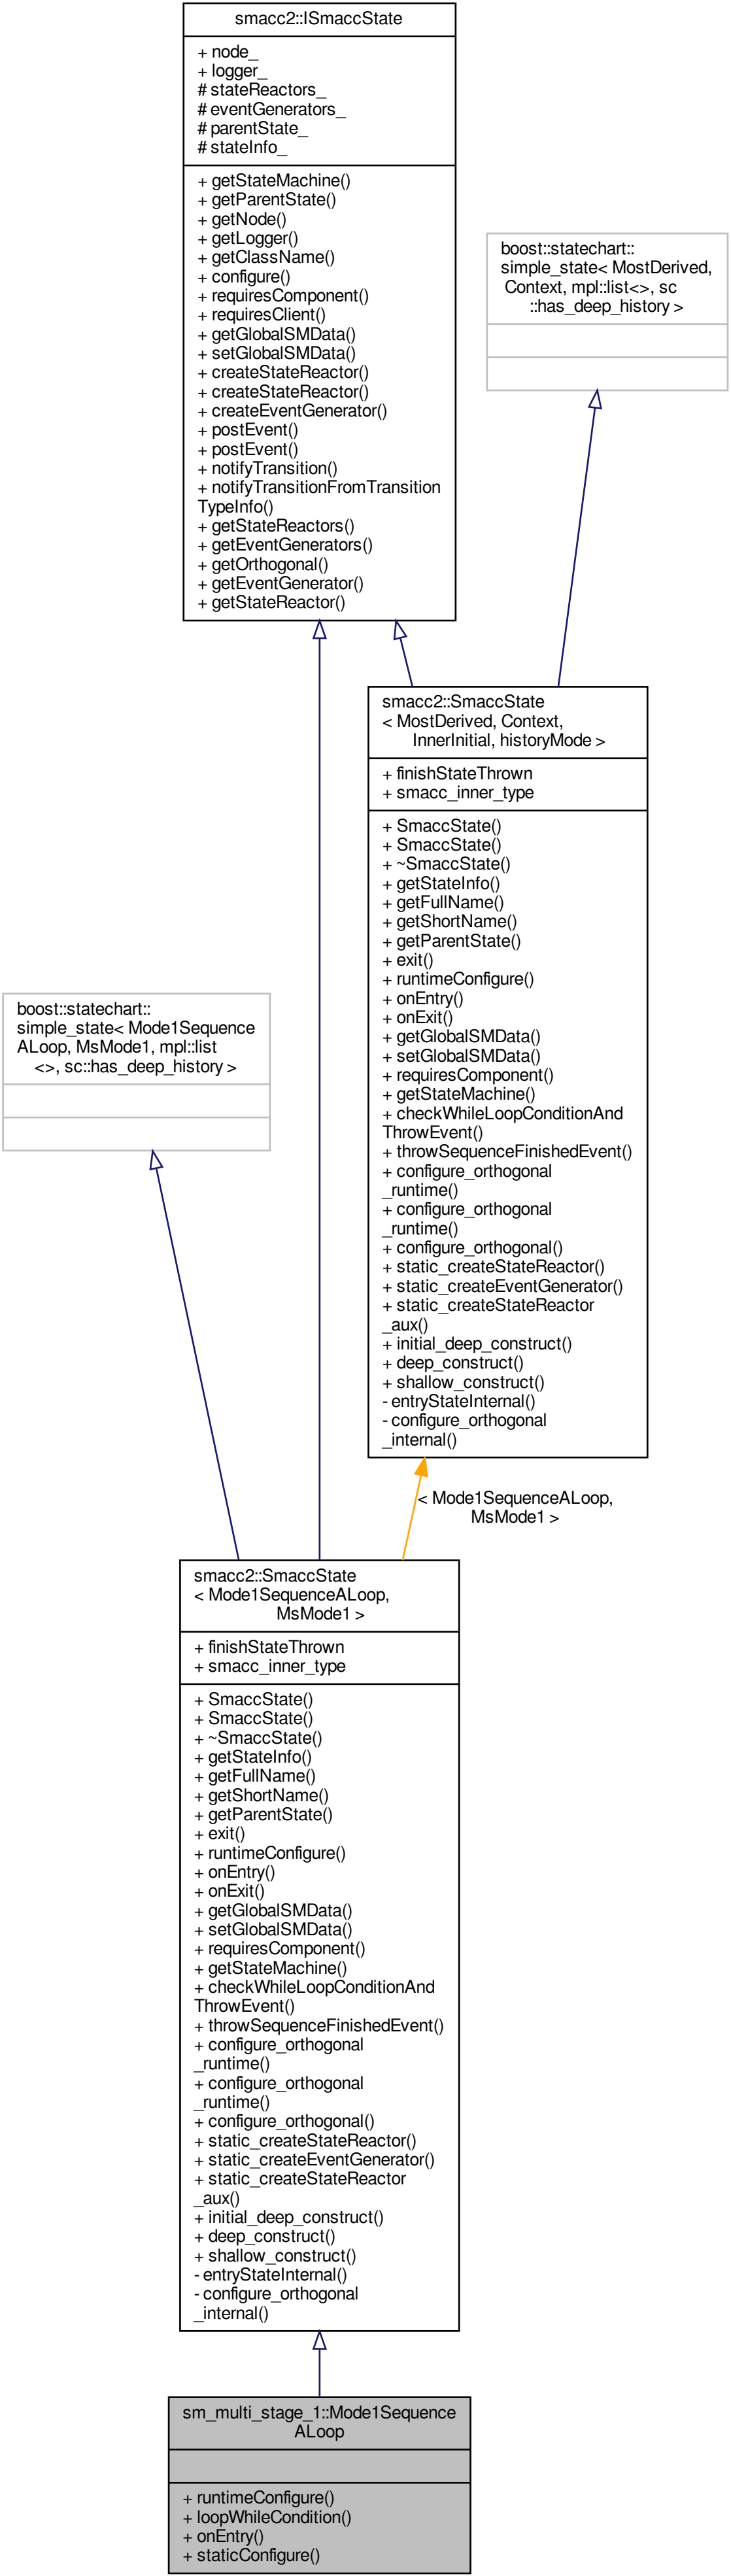 smacc2::ISmaccState
+ node_
+ logger_
# stateReactors_
# eventGenerators_
# parentState_
# stateInfo_
+ getStateMachine()
+ getParentState()
+ getNode()
+ getLogger()
+ getClassName()
+ configure()
+ requiresComponent()
+ requiresClient()
+ getGlobalSMData()
+ setGlobalSMData()
+ createStateReactor()
+ createStateReactor()
+ createEventGenerator()
+ postEvent()
+ postEvent()
+ notifyTransition()
+ notifyTransitionFromTransition
TypeInfo()
+ getStateReactors()
+ getEventGenerators()
+ getOrthogonal()
+ getEventGenerator()
+ getStateReactor()
boost::statechart::
simple_state< MostDerived,
Context, mpl::list<>, sc
::has_deep_history >
smacc2::SmaccState
< MostDerived, Context,
InnerInitial, historyMode >
+ finishStateThrown
+ smacc_inner_type
+ SmaccState()
+ SmaccState()
+ ~SmaccState()
+ getStateInfo()
+ getFullName()
+ getShortName()
+ getParentState()
+ exit()
+ runtimeConfigure()
+ onEntry()
+ onExit()
+ getGlobalSMData()
+ setGlobalSMData()
+ requiresComponent()
+ getStateMachine()
+ checkWhileLoopConditionAnd
ThrowEvent()
+ throwSequenceFinishedEvent()
+ configure_orthogonal
_runtime()
+ configure_orthogonal
_runtime()
+ configure_orthogonal()
+ static_createStateReactor()
+ static_createEventGenerator()
+ static_createStateReactor
_aux()
+ initial_deep_construct()
+ deep_construct()
+ shallow_construct()
- entryStateInternal()
- configure_orthogonal
_internal()
boost::statechart::
simple_state< Mode1Sequence
ALoop, MsMode1, mpl::list
<>, sc::has_deep_history >
< Mode1SequenceALoop,
MsMode1 >
smacc2::SmaccState
< Mode1SequenceALoop,
MsMode1 >
+ finishStateThrown
+ smacc_inner_type
+ SmaccState()
+ SmaccState()
+ ~SmaccState()
+ getStateInfo()
+ getFullName()
+ getShortName()
+ getParentState()
+ exit()
+ runtimeConfigure()
+ onEntry()
+ onExit()
+ getGlobalSMData()
+ setGlobalSMData()
+ requiresComponent()
+ getStateMachine()
+ checkWhileLoopConditionAnd
ThrowEvent()
+ throwSequenceFinishedEvent()
+ configure_orthogonal
_runtime()
+ configure_orthogonal
_runtime()
+ configure_orthogonal()
+ static_createStateReactor()
+ static_createEventGenerator()
+ static_createStateReactor
_aux()
+ initial_deep_construct()
+ deep_construct()
+ shallow_construct()
- entryStateInternal()
- configure_orthogonal
_internal()
sm_multi_stage_1::Mode1Sequence
ALoop
+ runtimeConfigure()
+ loopWhileCondition()
+ onEntry()
+ staticConfigure()